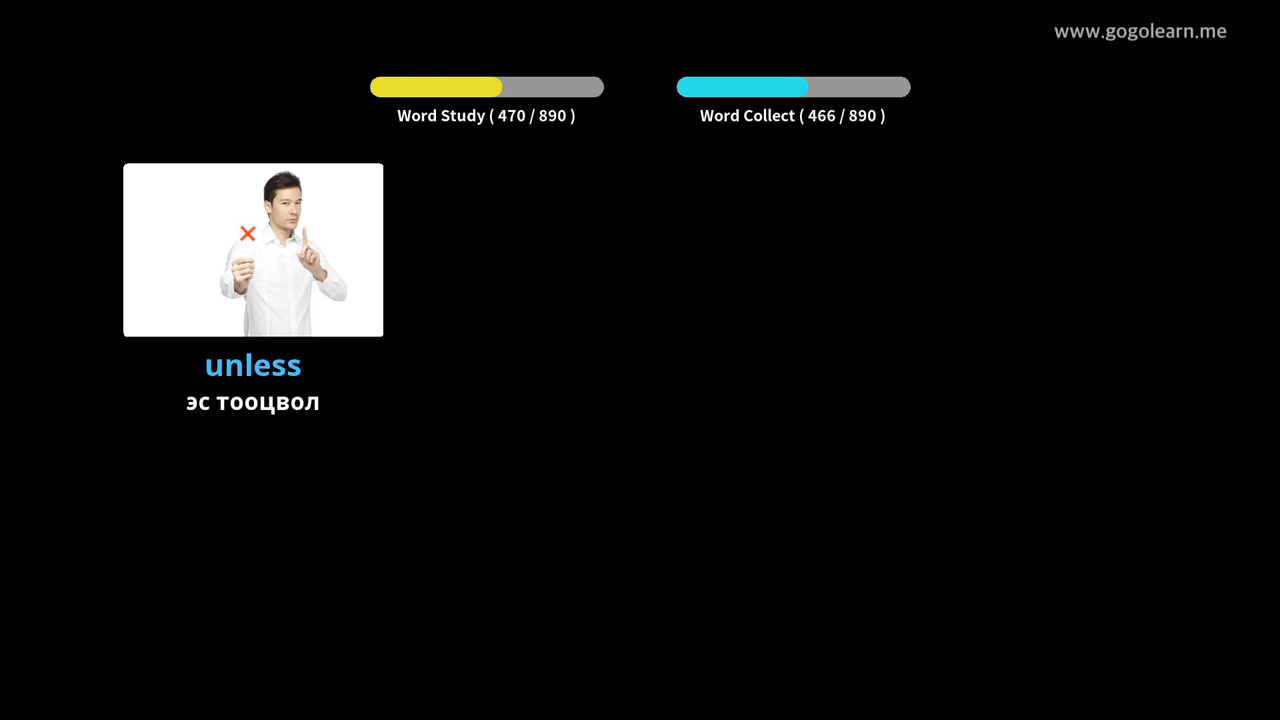 www.gogolearn.me
Word Study ( 470 / 890 )
Word Collect ( 466 / 890 )
unless
эс тооцвол